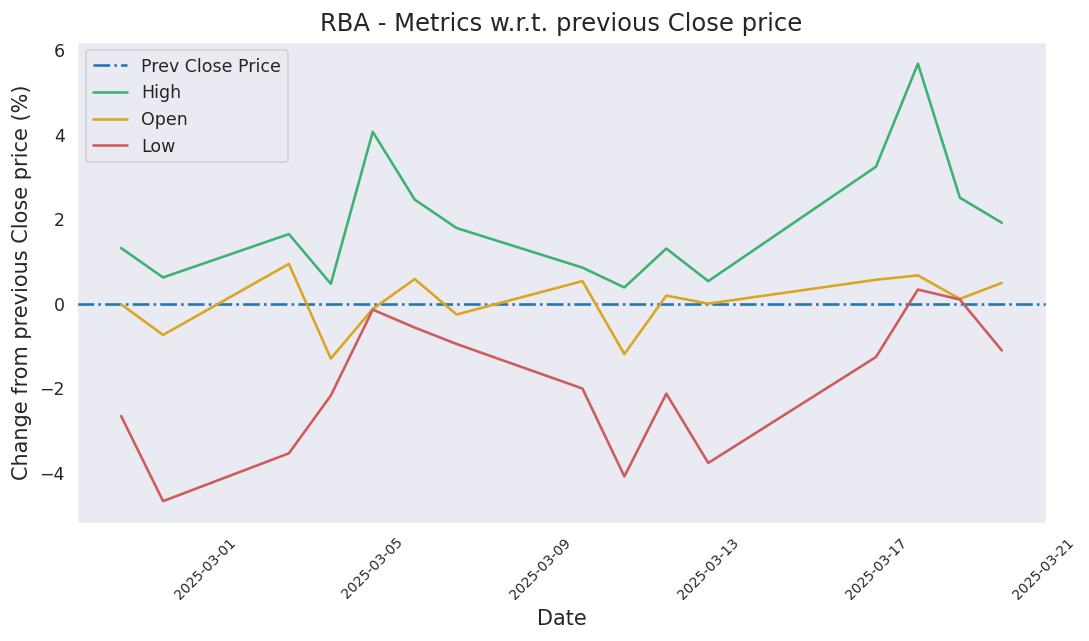 RBA - Metrics w.r.t. previous Close price
Change from previous Close price (%)
6
4
2
0
−2
−4
Prev Close Price
High
Open
Low
2025-03-01
2025-03-05
2025-03-09
2025-03-13
2025-03-17
2025-03-21
Date